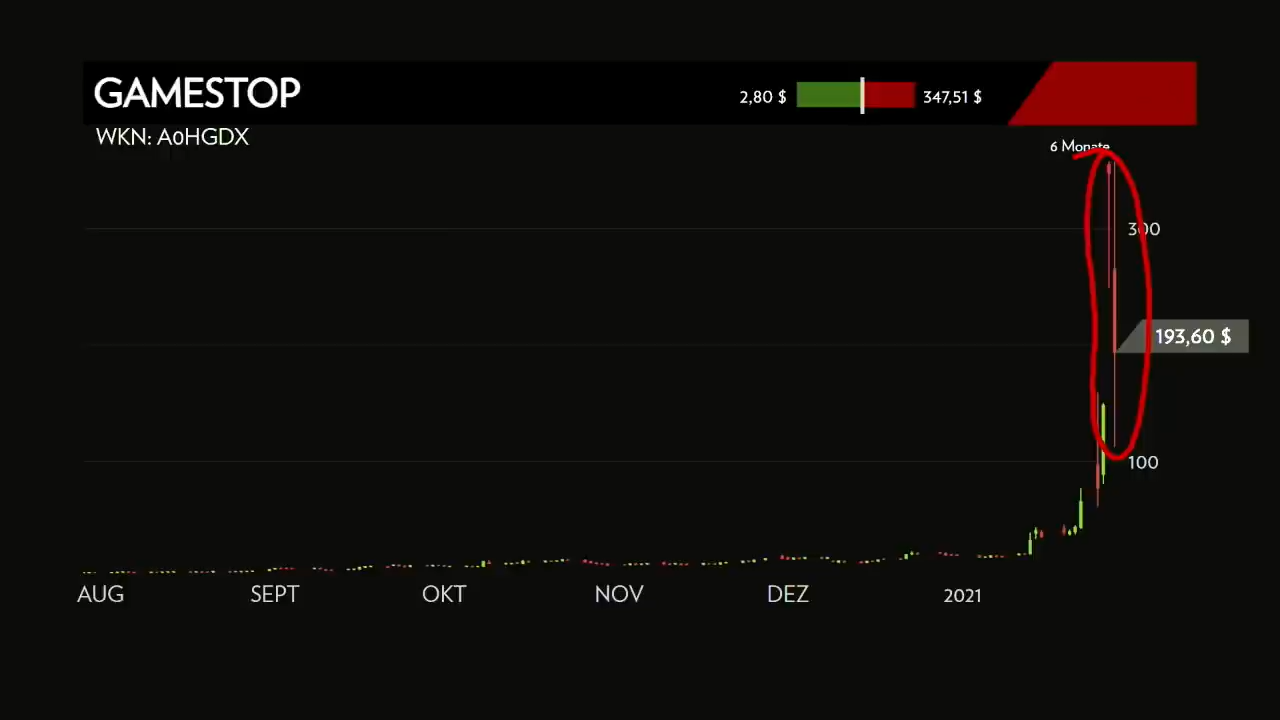 GAMESTOP
2,80 $ 347,51 $
WKN: A0HGDX
6 Monate
300
193,60 $
100
AUG SEPT OKT NOV DEZ 2021